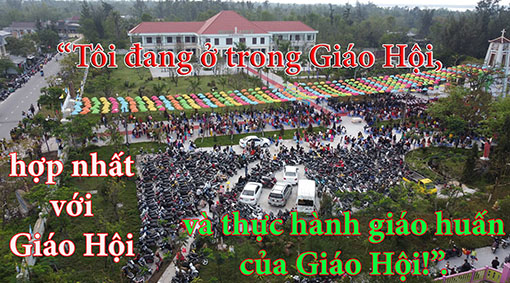 “Tôi đang ở trong Giáo Hội,
hợp nhất
với
Giáo Hội
và thực hành giáo huấn
của Giáo Hội!”.